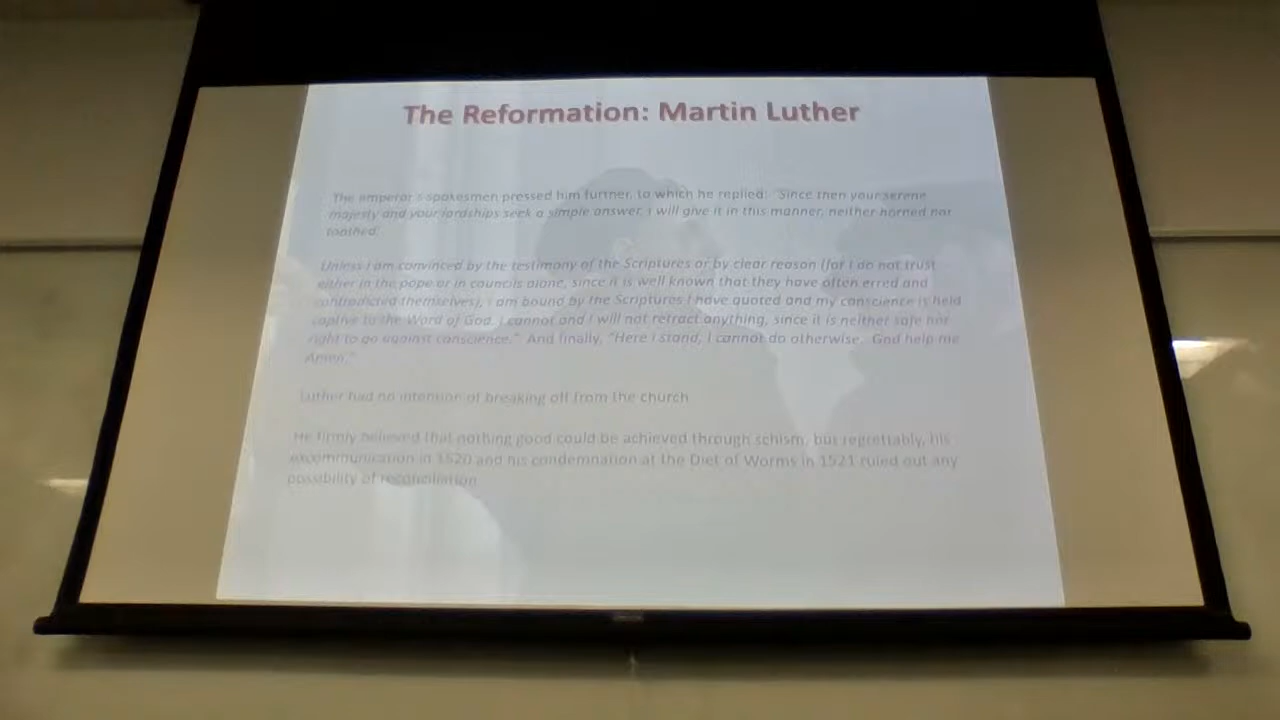 The Reformation: Martin Luther
The emperor's spokesmen pressed him further, to which he replied: "Since then your serene
majesty and your lordships seek a simple answer, I will give it in this manner, neither horned nor
toothed.
Unless I am convinced by the testimony of the Scriptures or by clear reason (for I do not trust
either in the pope or in councils alone, since it is well known that they have often erred and
contradicted themselves), I am bound by the Scriptures I have quoted and my conscience is held
captive to the Word of God. I cannot and I will not retract anything, since it is neither safe nor
right to go against conscience." And finally, "Here I stand, I cannot do otherwise. God help me
Amen."
Luther had no intention of breaking off from the church
He firmly believed that nothing good could be achieved through schism, but regrettably, his
excommunication in 1520 and his condemnation at the Diet of Worms in 1521 ruled out any
possibility of reconciliation